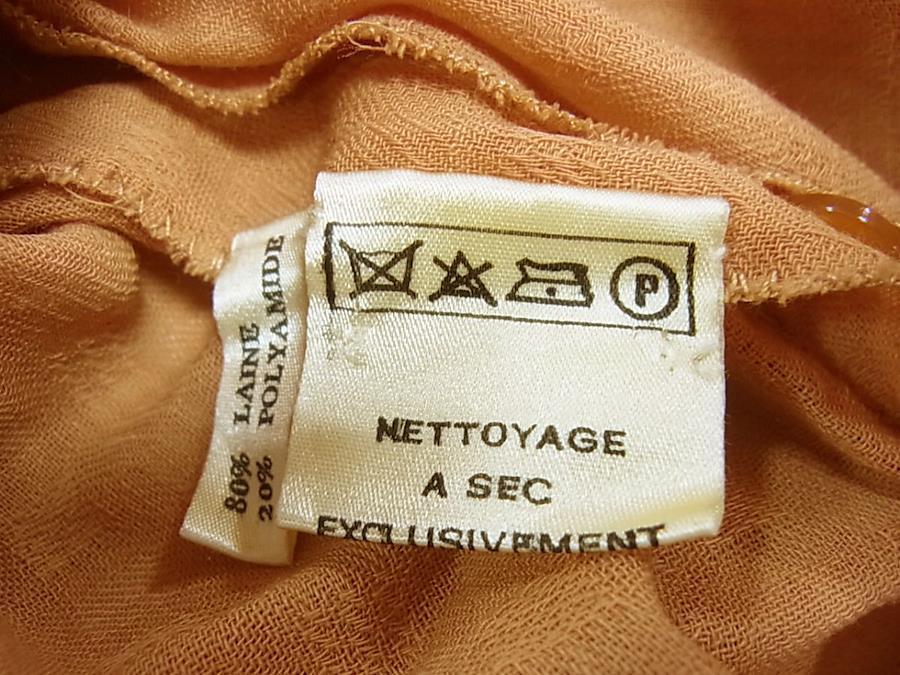 80% LAINE
20% POLYAMIDE
P
NETTOYAGE
A SEC
EXCLUSIVEMENT